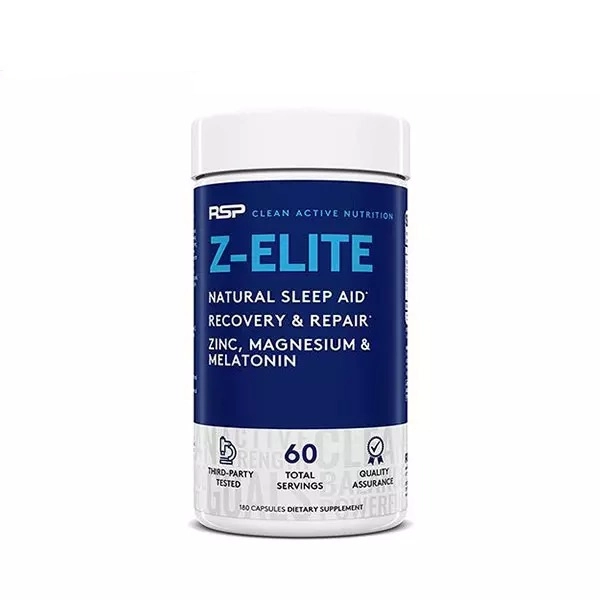 RSP CLEAN ACTIVE NUTRITION
Z-ELITE
NATURAL SLEEP AID*
RECOVERY & REPAIR*
ZINC, MAGNESIUM &
MELATONIN
THIRD-PARTY
TESTED
60
TOTAL
SERVINGS
QUALITY
ASSURANCE
180 CAPSULES DIETARY SUPPLEMENT